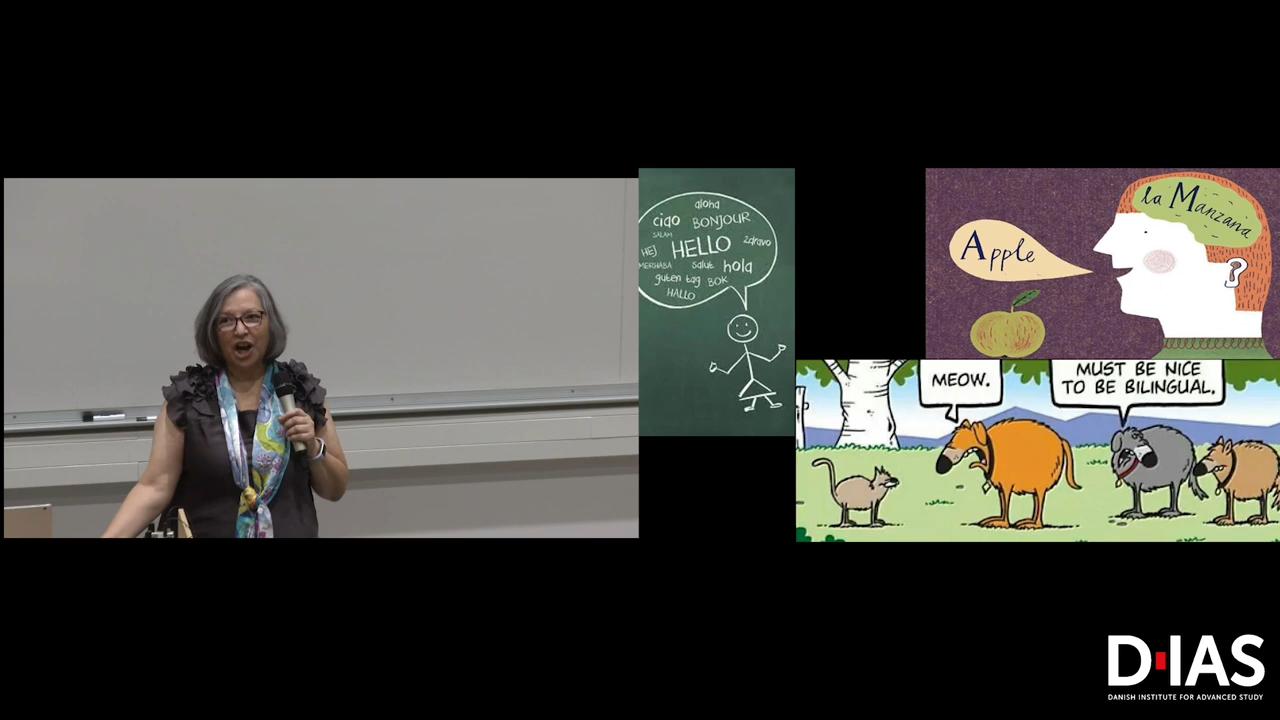 aloha
ciao BONJOUR
SALAM
HEJ HELLO zdravo
MERHABA salut hola
guten tag BOK
HALLO
la Manzana
Apple
MEOW.
MUST BE NICE
TO BE BILINGUAL.
D-IAS
DANISH INSTITUTE FOR ADVANCED STUDY